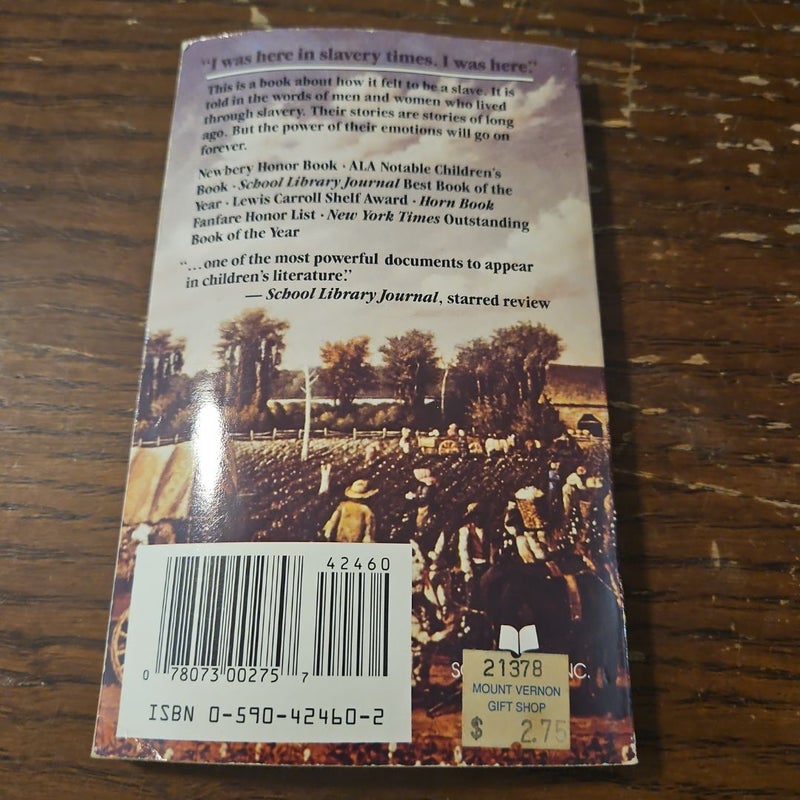 "I was here in slavery times. I was here."
This is a book about how it felt to be a slave. It is
told in the words of men and women who lived
through slavery. Their stories are stories of long
ago. But the power of their emotions will go on
forever.
Newbery Honor Book · ALA Notable Children's
Book · School Library Journal Best Book of the
Year · Lewis Carroll Shelf Award · Horn Book
Fanfare Honor List · New York Times Outstanding
Book of the Year
"...one of the most powerful documents to appear
in children's literature."
— School Library Journal, starred review
42460
0 78073 00275 7
ISBN 0-590-42460-2
21378
MOUNT VERNON
GIFT SHOP
$ 2.75